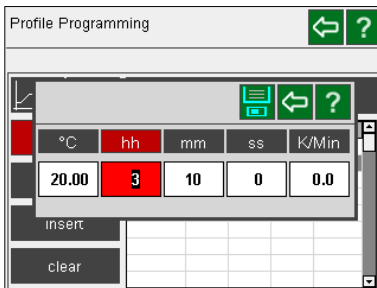 Profile Programming
?
?
°C hh mm ss K/Min
20.00 3 10 0 0.0
insert
clear